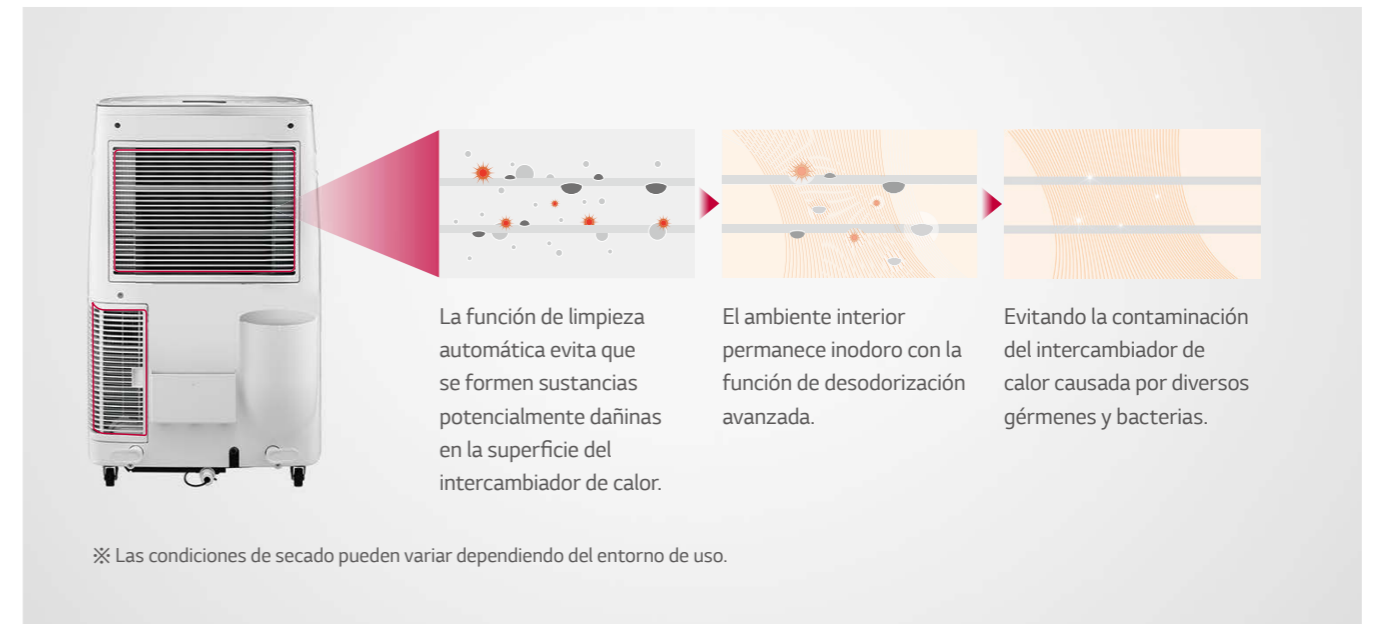 La función de limpieza
automática evita que
se formen sustancias
potencialmente dañinas
en la superficie del
intercambiador de calor.
El ambiente interior
permanece inodoro con la
función de desodorización
avanzada.
Evitando la contaminación
del intercambiador de
calor causada por diversos
gérmenes y bacterias.
※ Las condiciones de secado pueden variar dependiendo del entorno de uso.